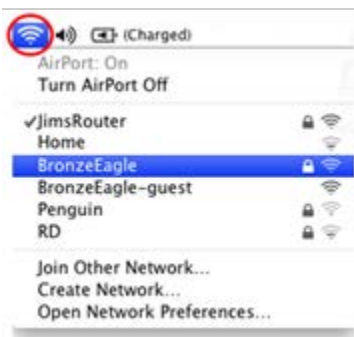 (Charged)
AirPort: On
Turn AirPort Off
✓JimsRouter
Home
BronzeEagle
BronzeEagle-guest
Penguin
RD
Join Other Network...
Create Network...
Open Network Preferences...